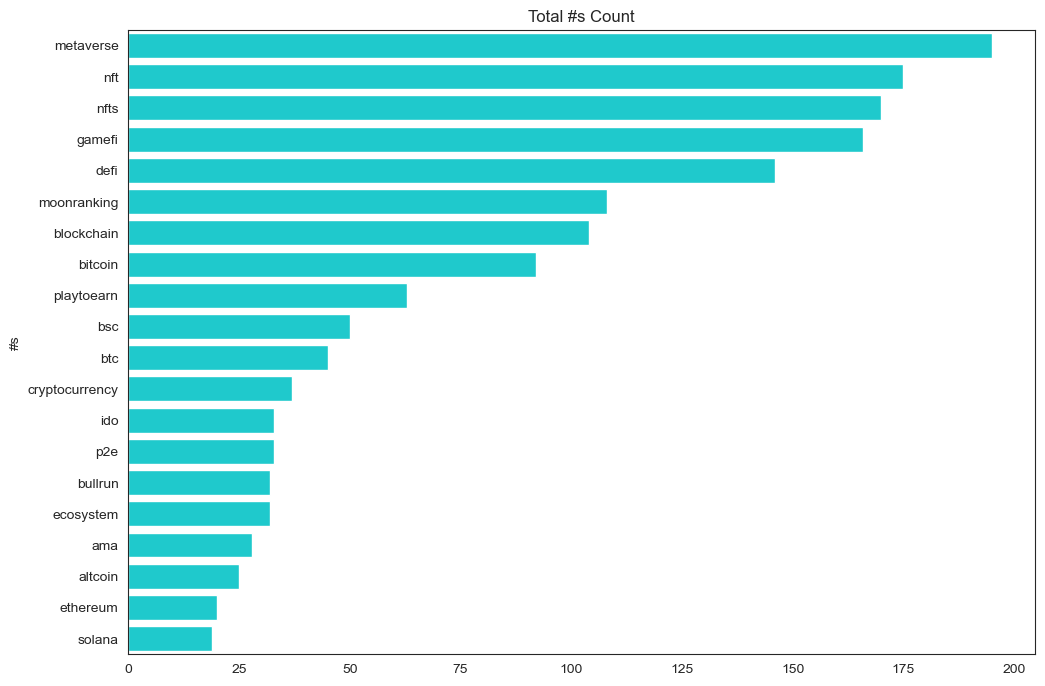 Total #s Count
metaverse
nft
nfts
gamefi
defi
moonranking
blockchain
bitcoin
playtoearn
bsc
btc
cryptocurrency
ido
p2e
bullrun
ecosystem
ama
altcoin
ethereum
solana
#s
0 25 50 75 100 125 150 175 200